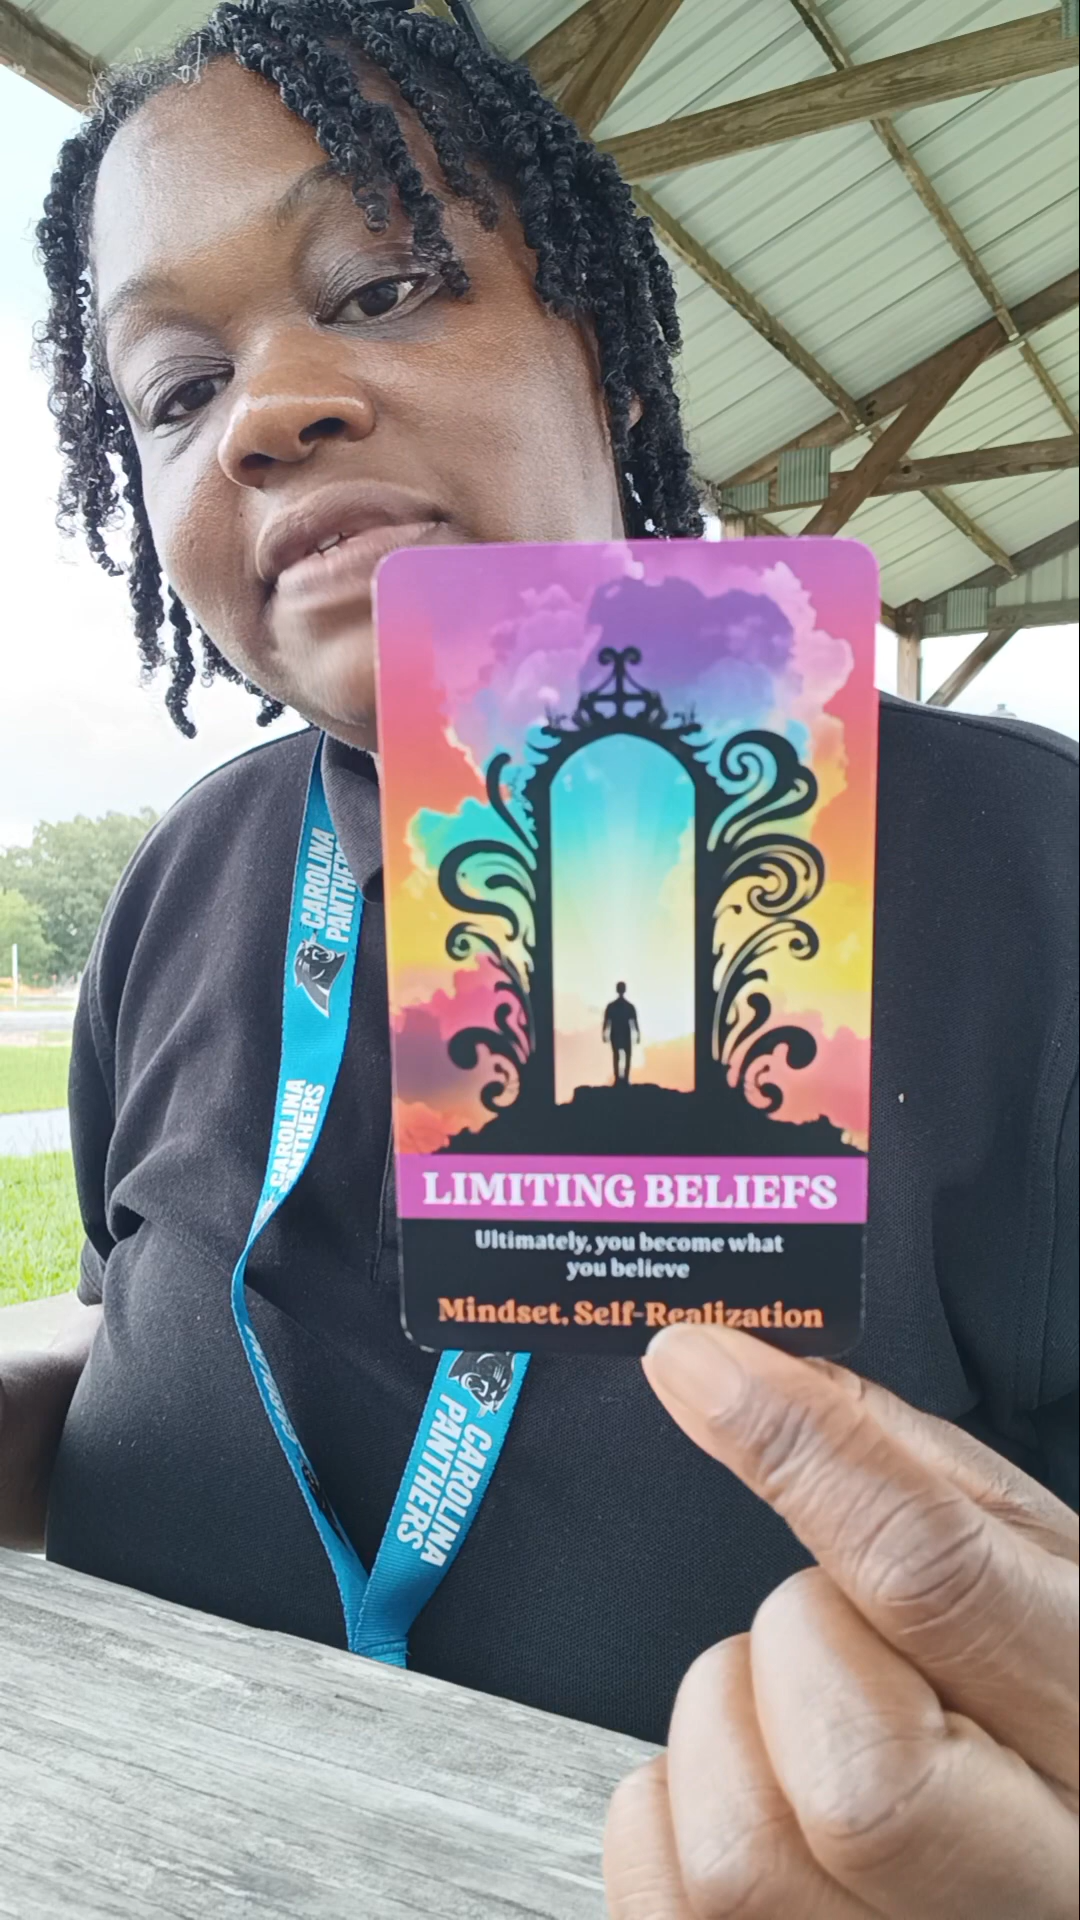 CAROLINA
PANTHERS
CAROLINA
PANTHERS
LIMITING BELIEFS
Ultimately, you become what
you believe
Mindset, Self-Realization
CAROLINA
PANTHERS